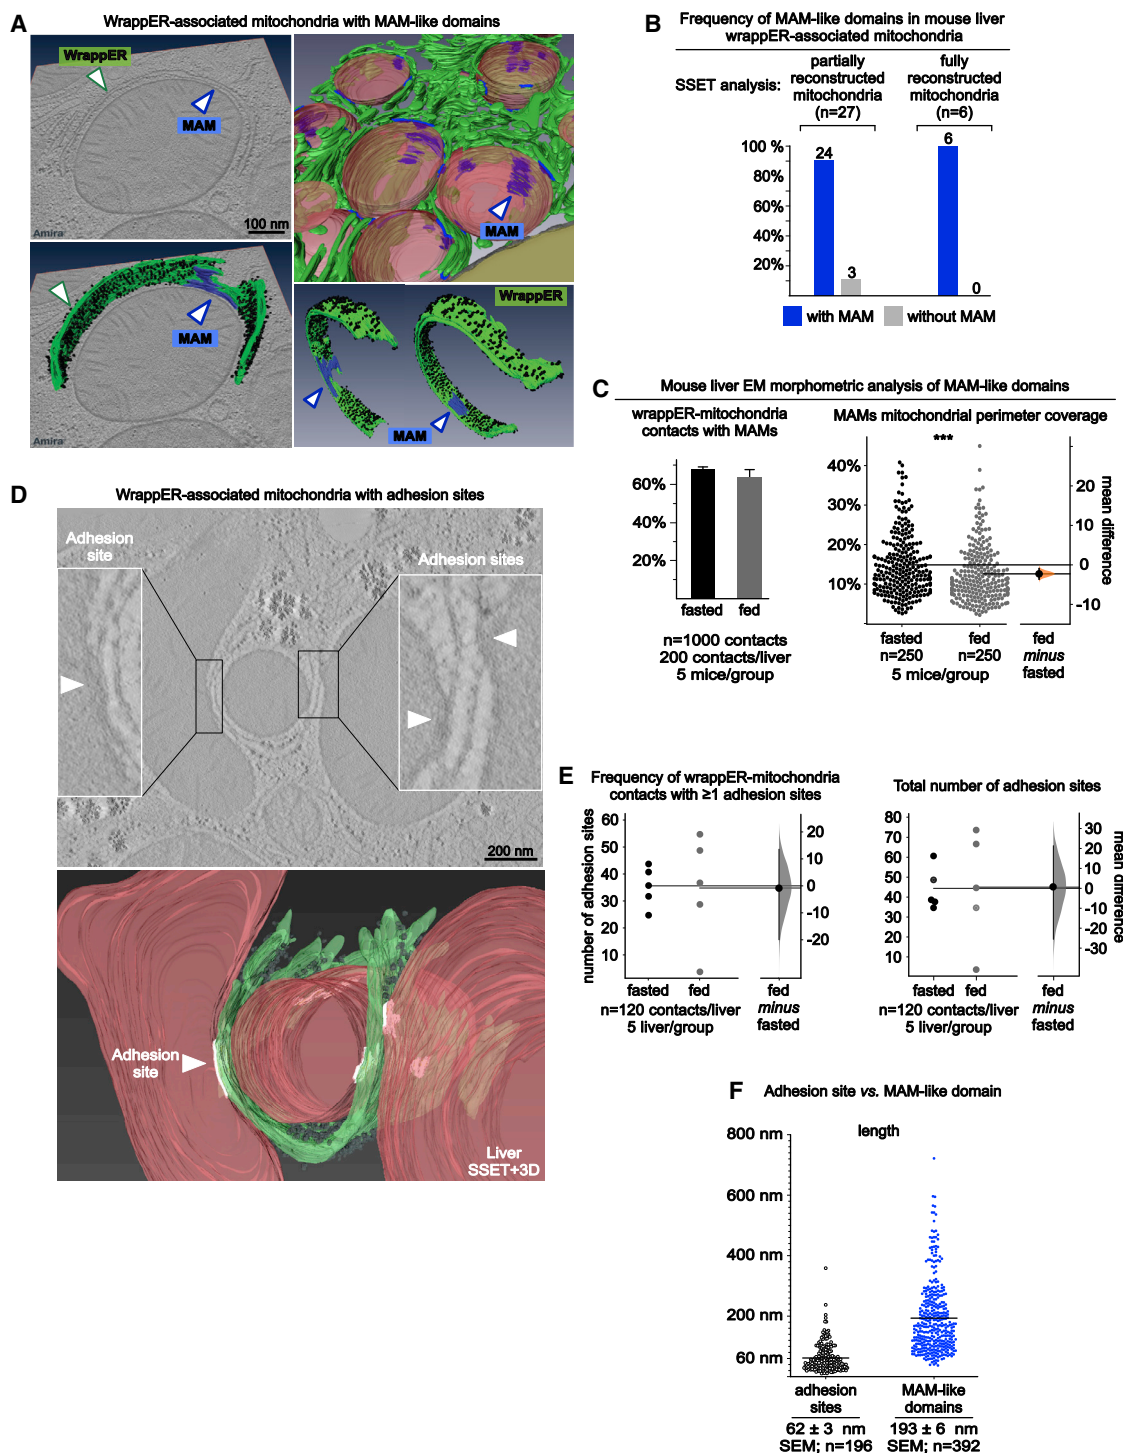 A
WrappER-associated mitochondria with MAM-like domains
WrappER
MAM
100 nm
Amira
MAM
MAM
Amira
WrappER
MAM
B
Frequency of MAM-like domains in mouse liver
wrappER-associated mitochondria
SSET analysis:
partially
reconstructed
mitochondria
(n=27)
fully
reconstructed
mitochondria
(n=6)
100 %
80%
60%
40%
20%
24
3
6
0
with MAM
without MAM
C
Mouse liver EM morphometric analysis of MAM-like domains
wrappER-mitochondria
contacts with MAMs
60%
40%
20%
fasted
fed
n=1000 contacts
200 contacts/liver
5 mice/group
MAMs mitochondrial perimeter coverage
***
40%
30%
20%
10%
20
10
0
-10
mean difference
fasted
n=250
fed
n=250
5 mice/group
fed
minus
fasted
D
WrappER-associated mitochondria with adhesion sites
Adhesion
site
Adhesion sites
200 nm
Adhesion
site
Liver
SSET+3D
E
Frequency of wrappER-mitochondria
contacts with ≥1 adhesion sites
number of adhesion sites
60
50
40
30
20
10
20
10
0
-10
-20
fasted
fed
n=120 contacts/liver
5 liver/group
fed
minus
fasted
Total number of adhesion sites
80
70
60
50
40
30
20
10
30
20
10
0
-10
-20
-30
mean difference
fasted
fed
n=120 contacts/liver
5 liver/group
fed
minus
fasted
F
Adhesion site vs. MAM-like domain
length
800 nm
600 nm
400 nm
200 nm
60 nm
adhesion
sites
62 ± 3 nm
SEM; n=196
MAM-like
domains
193 ± 6 nm
SEM; n=392